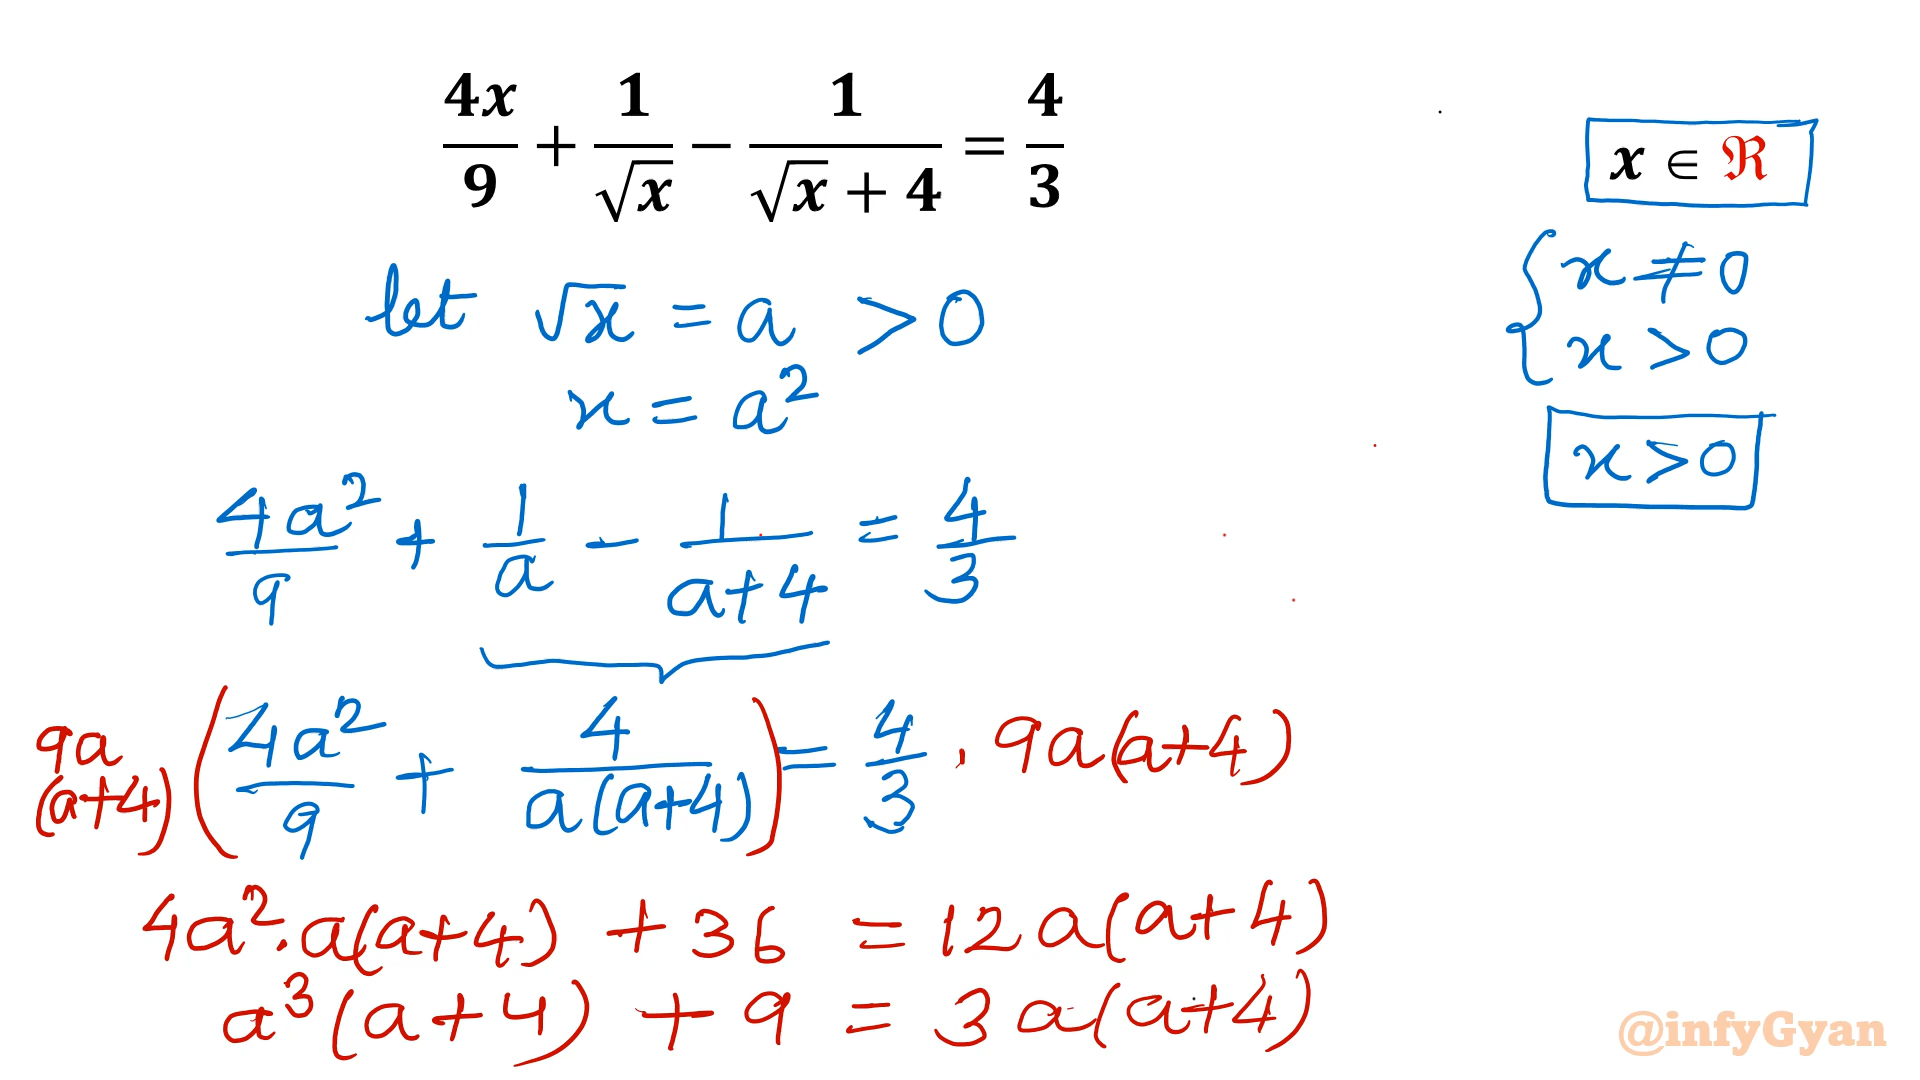 4x/9 + 1/√x − 1/(√x + 4) = 4/3
x ∈ ℜ
x ≠ 0
x > 0
x > 0
let √x = a > 0
x = a²
4a²/9 + 1/a − 1/(a+4) = 4/3
9a(a+4) (4a²/9 + 4/(a(a+4))) = 4/3 · 9a(a+4)
4a²·a(a+4) + 36 = 12a(a+4)
a³(a+4) + 9 = 3a(a+4)
@infyGyan